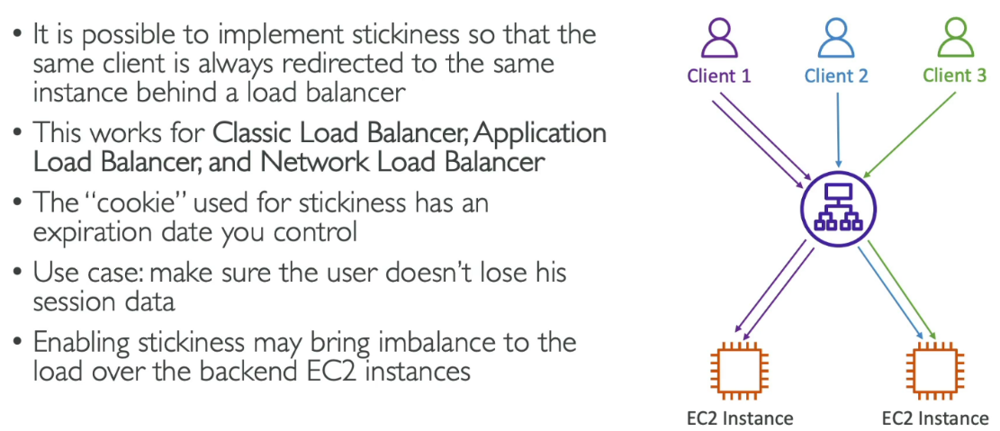 • It is possible to implement stickiness so that the
same client is always redirected to the same
instance behind a load balancer
• This works for Classic Load Balancer, Application
Load Balancer, and Network Load Balancer
• The “cookie” used for stickiness has an
expiration date you control
• Use case: make sure the user doesn’t lose his
session data
• Enabling stickiness may bring imbalance to the
load over the backend EC2 instances
Client 1
Client 2
Client 3
EC2 Instance
EC2 Instance